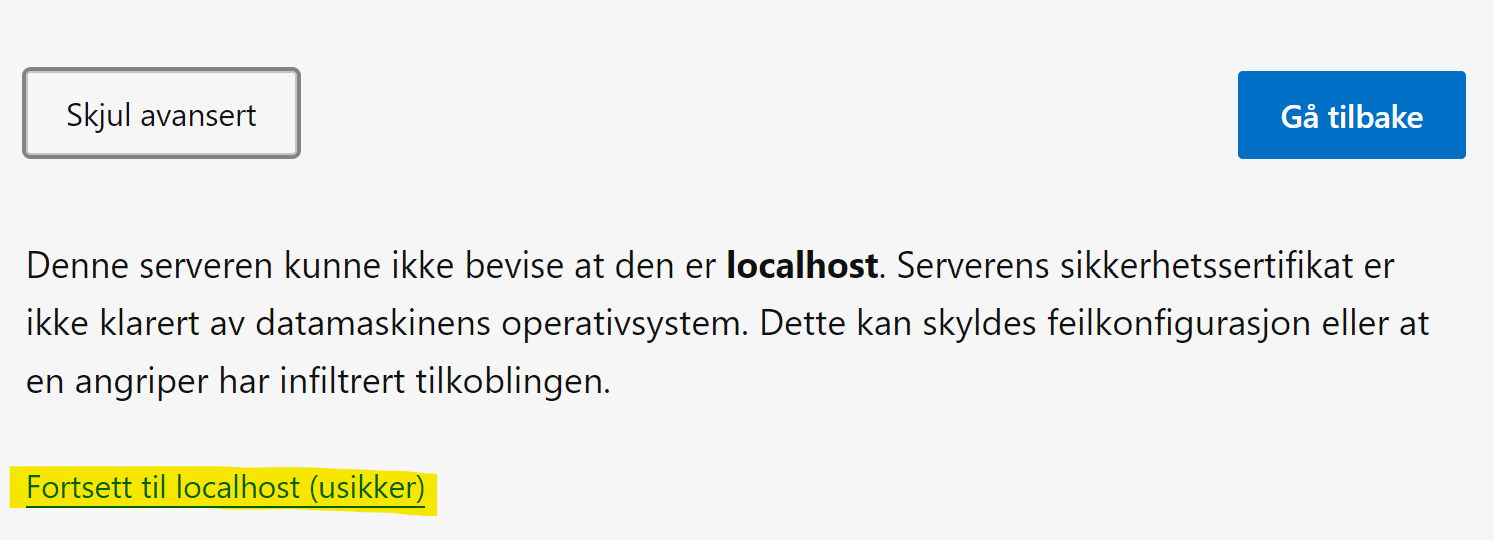 Skjul avansert
Gå tilbake
Denne serveren kunne ikke bevise at den er localhost. Serverens sikkerhetssertifikat er
ikke klarert av datamaskinens operativsystem. Dette kan skyldes feilkonfigurasjon eller at
en angriper har infiltrert tilkoblingen.
Fortsett til localhost (usikker)